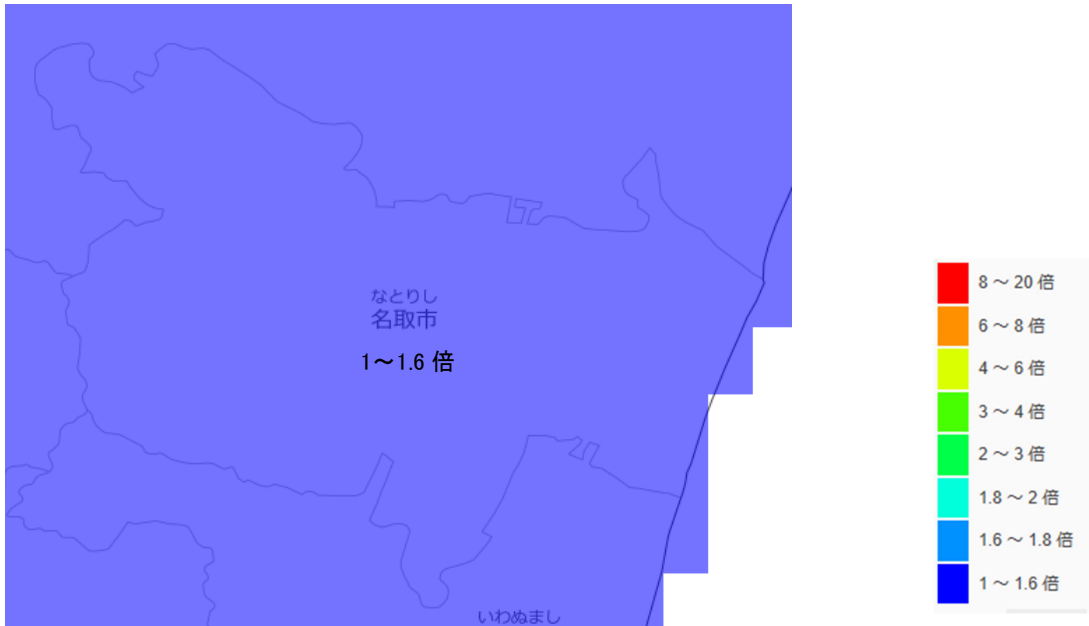 なとりし
名取市
1～1.6 倍
いわぬまし
8 ～ 20 倍
6 ～ 8 倍
4 ～ 6 倍
3 ～ 4 倍
2 ～ 3 倍
1.8 ～ 2 倍
1.6 ～ 1.8 倍
1 ～ 1.6 倍